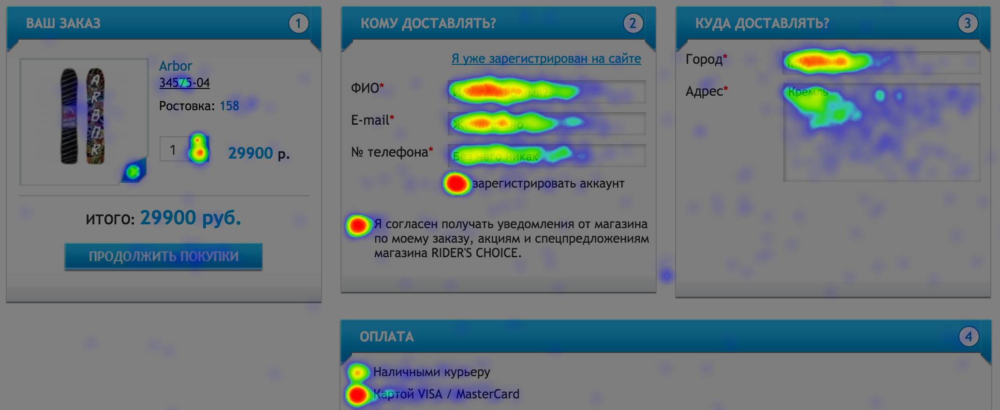 ВАШ ЗАКАЗ
1
Arbor
34575-04
Ростовка: 158
1
29900 р.
ARBOR
итого: 29900 руб.
ПРОДОЛЖИТЬ ПОКУПКИ
КОМУ ДОСТАВЛЯТЬ?
2
Я уже зарегистрирован на сайте
ФИО*
имя?
E-mail*
Желательно
№ телефона*
Без него никак
зарегистрировать аккаунт
Я согласен получать уведомления от магазина
по моему заказу, акциям и спецпредложениям
магазина RIDER'S CHOICE.
КУДА ДОСТАВЛЯТЬ?
3
Город*
Адрес*
Кремль
ОПЛАТА
4
Наличными курьеру
Картой VISA / MasterCard